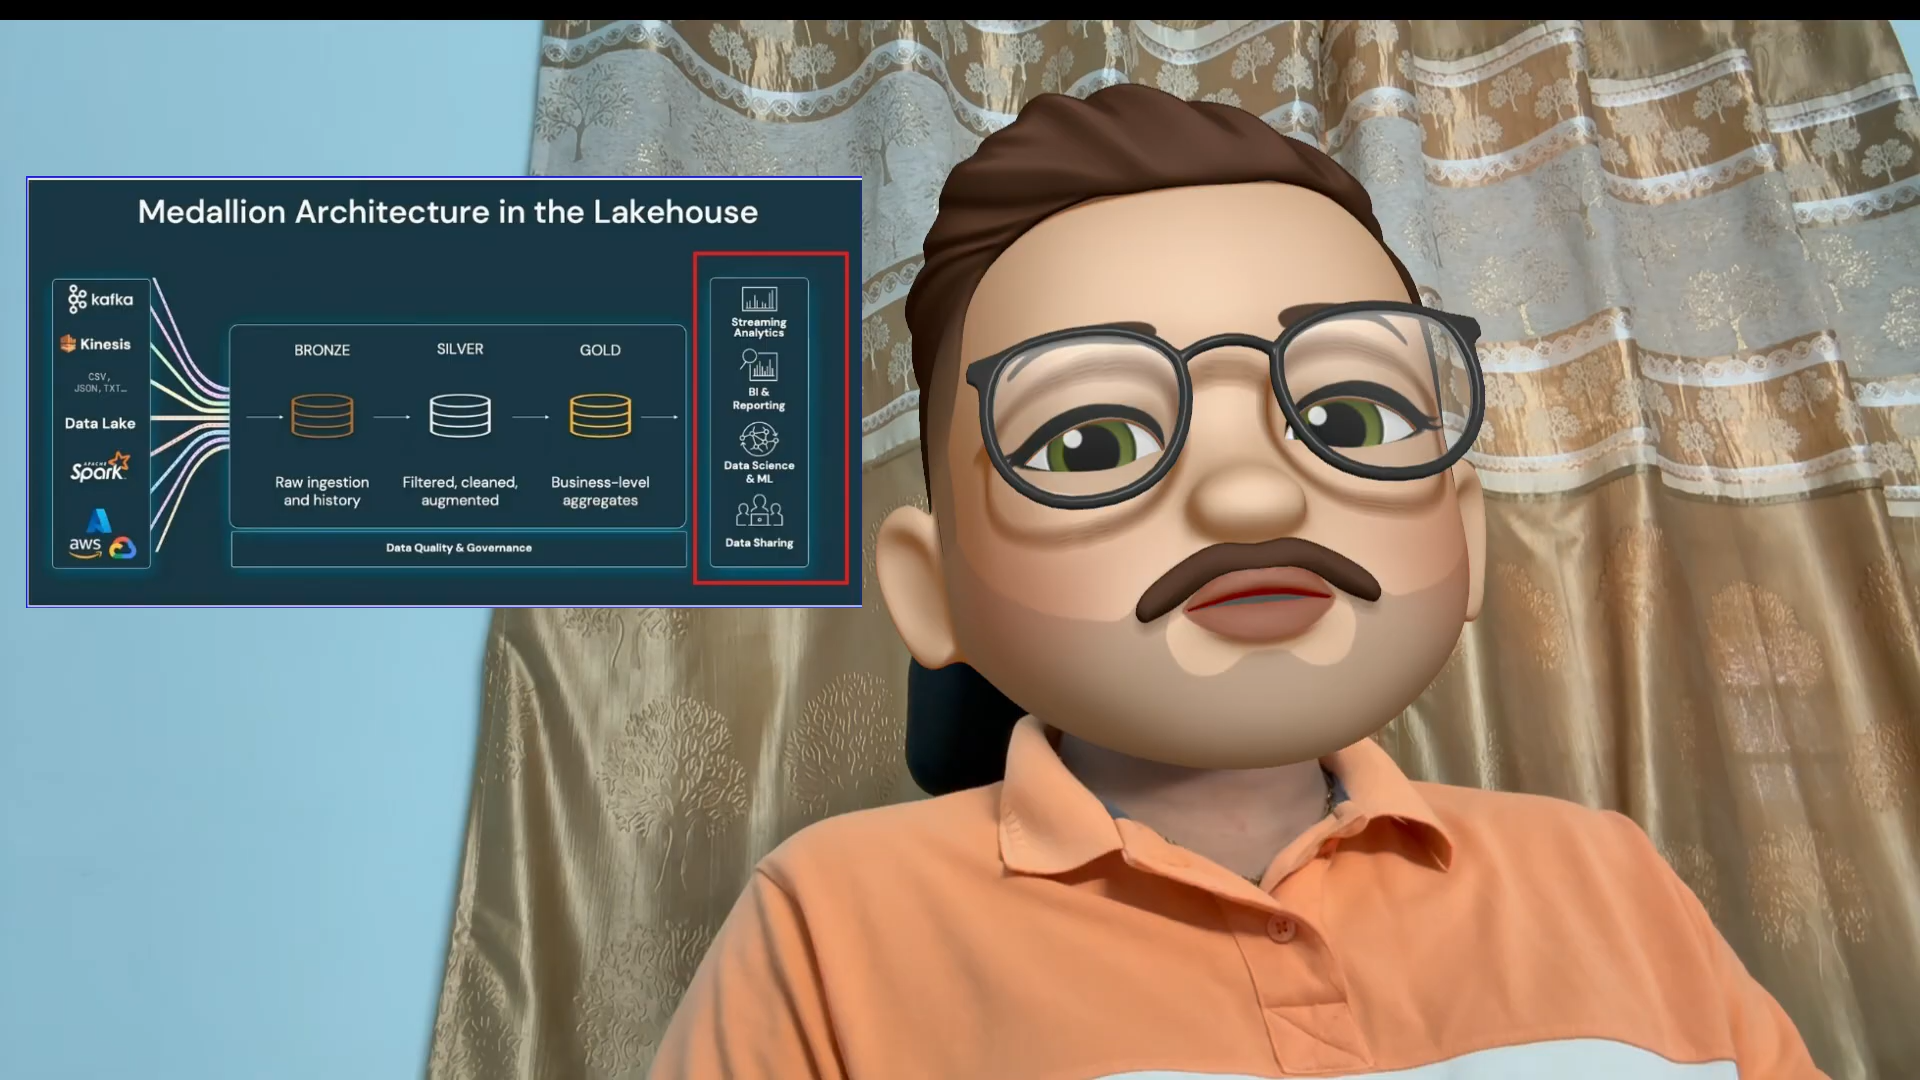 Medallion Architecture in the Lakehouse
kafka
Kinesis
CSV,
JSON, TXT...
Data Lake
APACHE
Spark
aws
BRONZE
SILVER
GOLD
Raw ingestion
and history
Filtered, cleaned,
augmented
Business-level
aggregates
Data Quality & Governance
Streaming
Analytics
BI &
Reporting
Data Science
& ML
Data Sharing